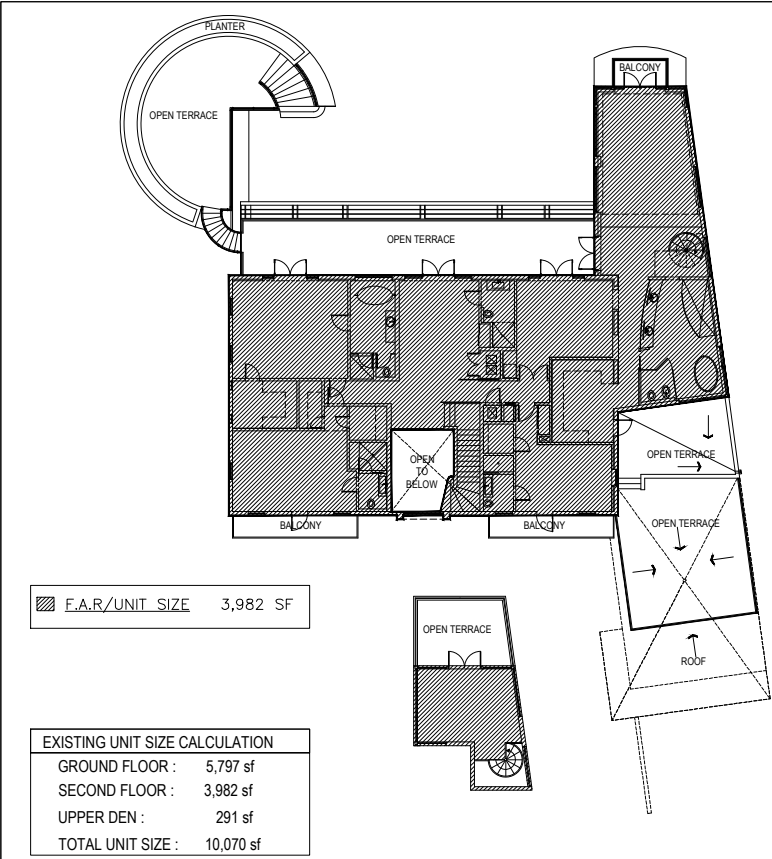 PLANTER
OPEN TERRACE
BALCONY
OPEN TERRACE
OPEN
TO
BELOW
OPEN TERRACE
BALCONY
BALCONY
OPEN TERRACE
F.A.R/UNIT SIZE 3,982 SF
OPEN TERRACE
ROOF
EXISTING UNIT SIZE CALCULATION
GROUND FLOOR : 5,797 sf
SECOND FLOOR : 3,982 sf
UPPER DEN : 291 sf
TOTAL UNIT SIZE : 10,070 sf